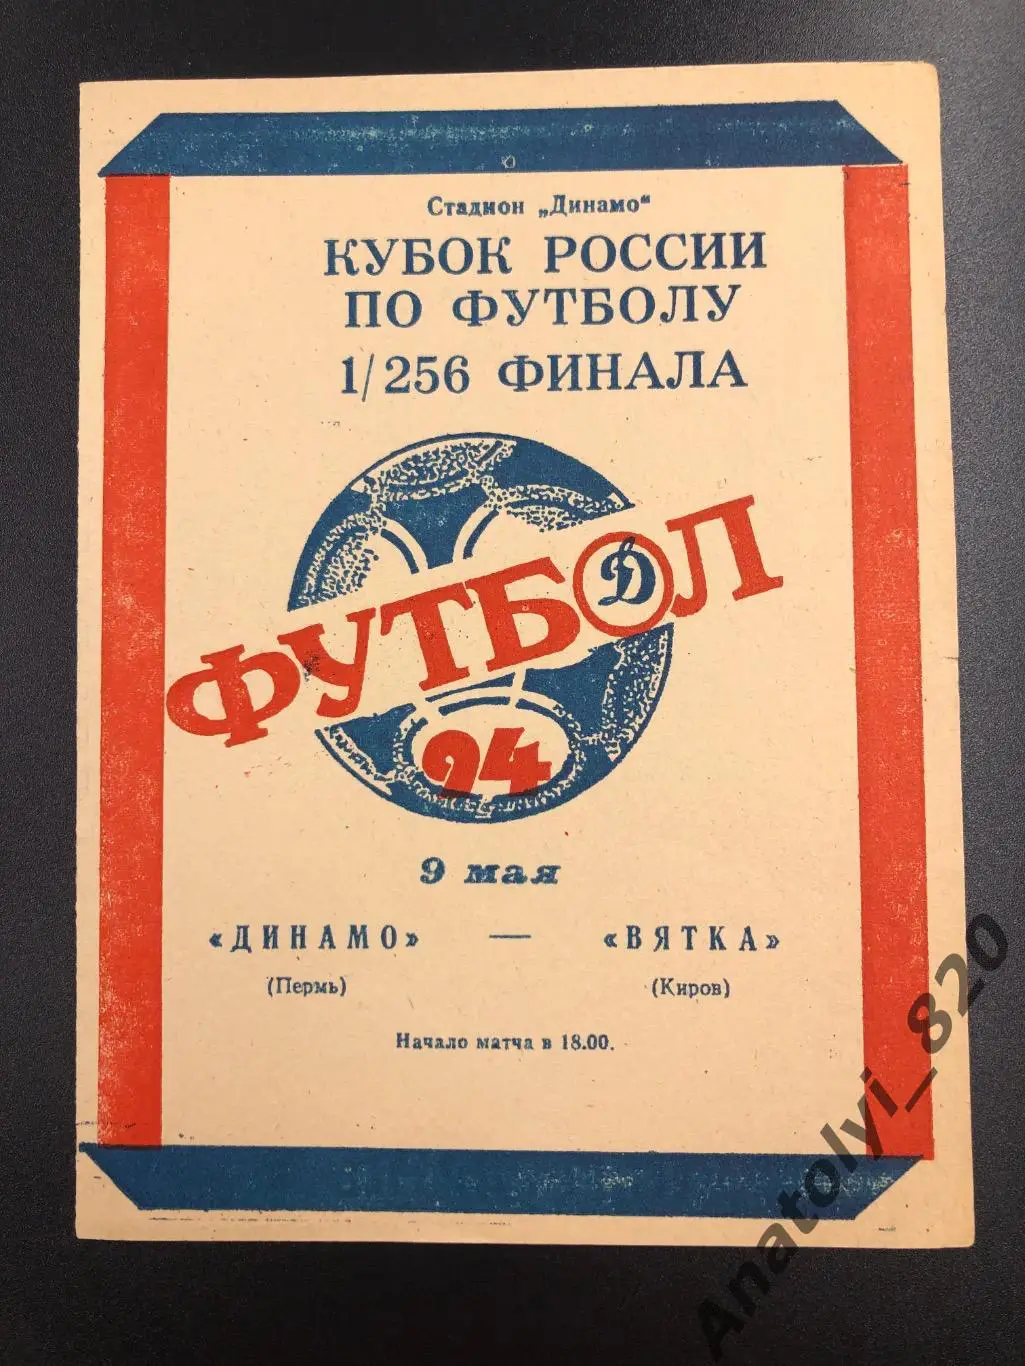 Стадион „Динамо“
КУБОК РОССИИ
ПО ФУТБОЛУ
1/256 ФИНАЛА
ФУТБОЛ
94
9 мая
«ДИНАМО» — «ВЯТКА»
(Пермь) (Киров)
Начало матча в 18.00.
Anatolyi_820